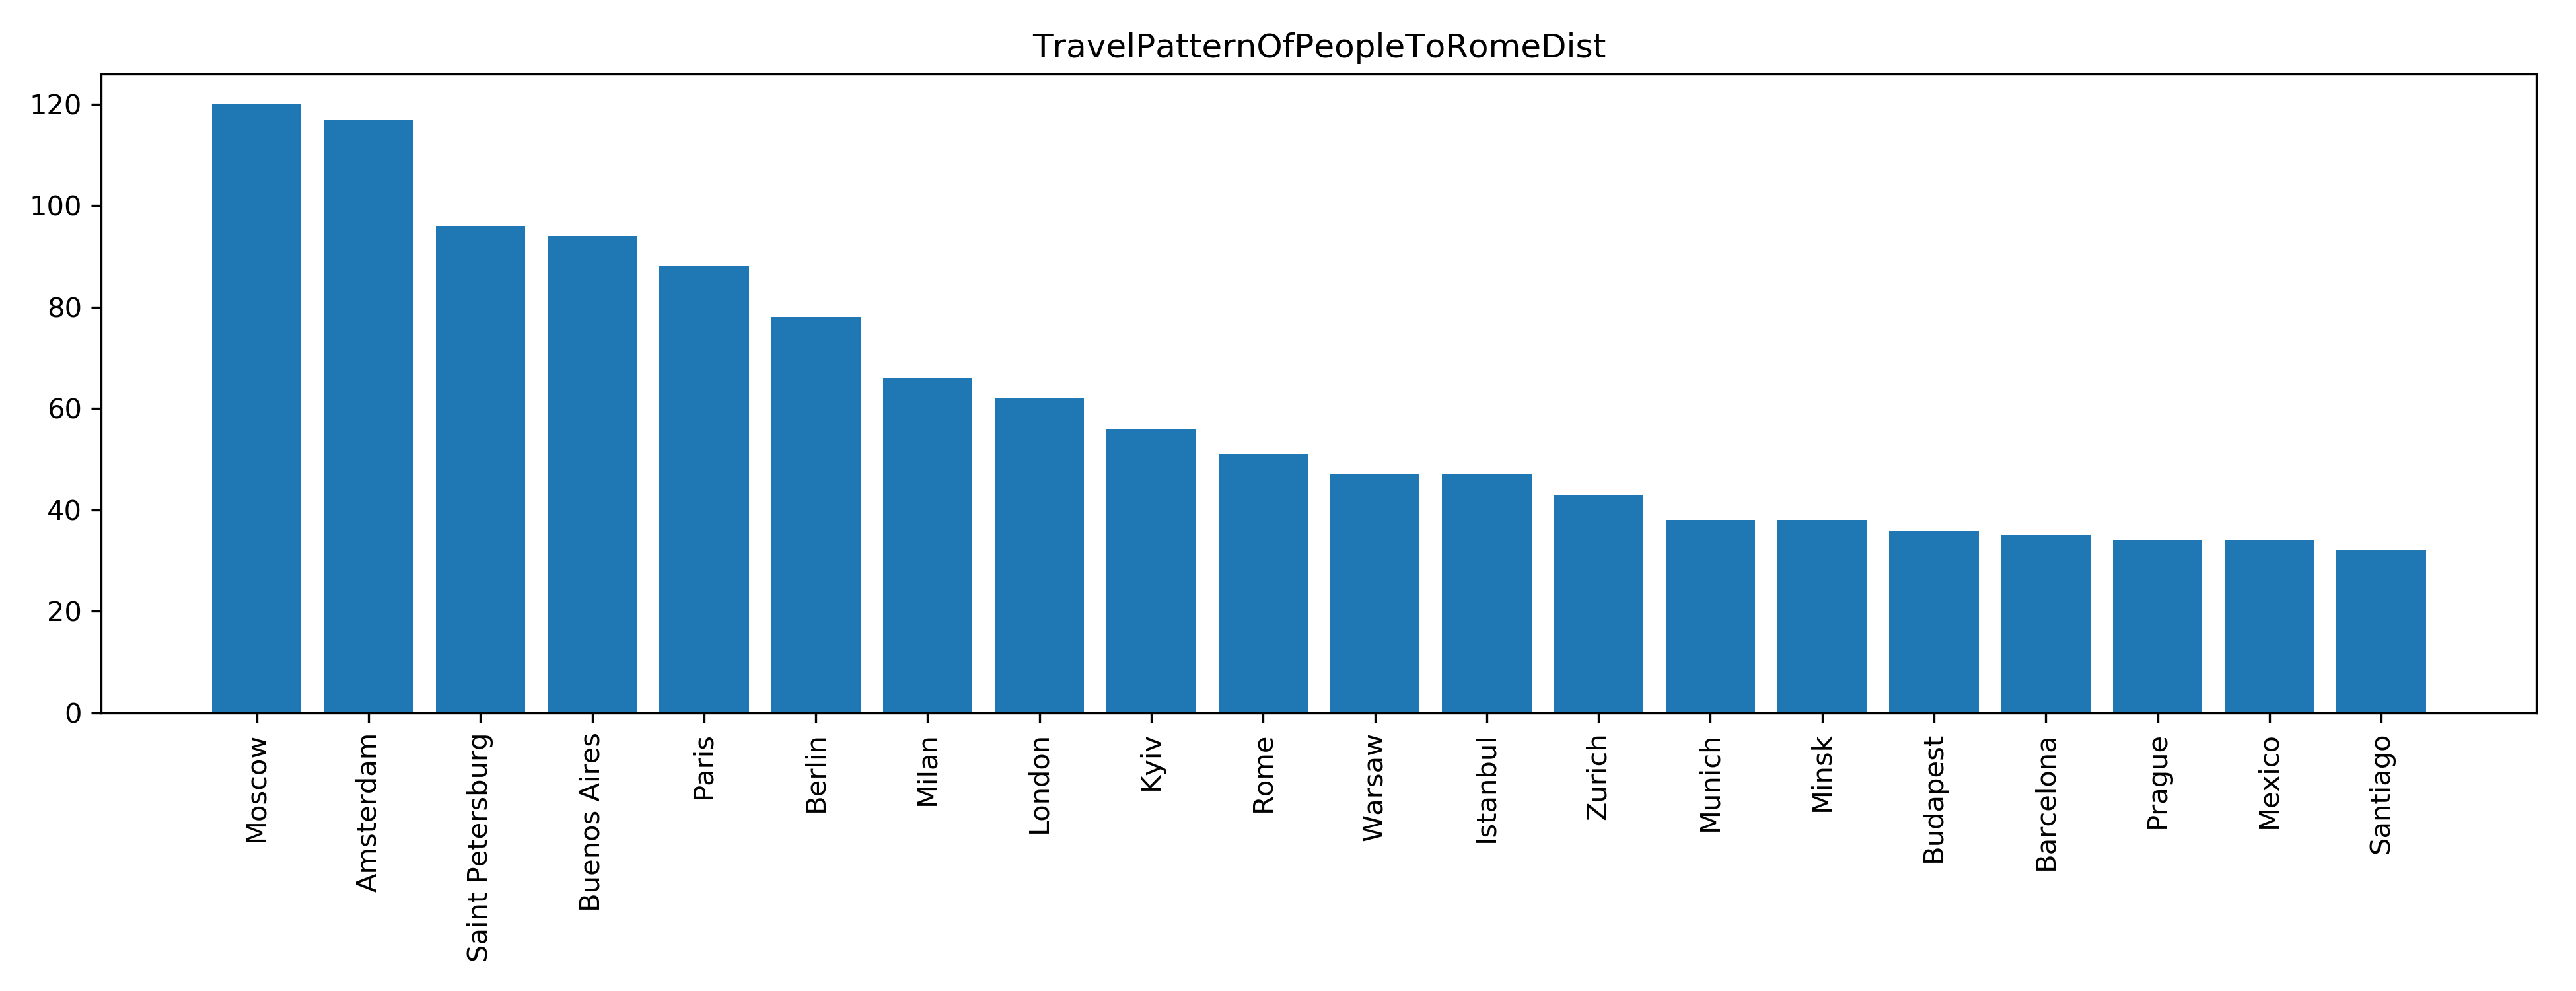 TravelPatternOfPeopleToRomeDist
120
100
80
60
40
20
0
Moscow
Amsterdam
Saint Petersburg
Buenos Aires
Paris
Berlin
Milan
London
Kyiv
Rome
Warsaw
Istanbul
Zurich
Munich
Minsk
Budapest
Barcelona
Prague
Mexico
Santiago